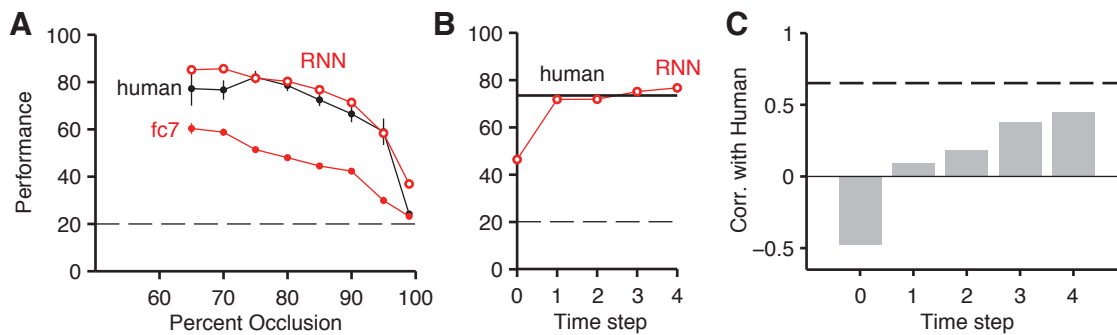 A
100
80
60
40
20
0
Performance
human
RNN
fc7
60
70
80
90
100
Percent Occlusion
B
100
80
60
40
20
0
human
RNN
0
1
2
3
4
Time step
C
1
0.5
0
−0.5
Corr. with Human
0
1
2
3
4
Time step